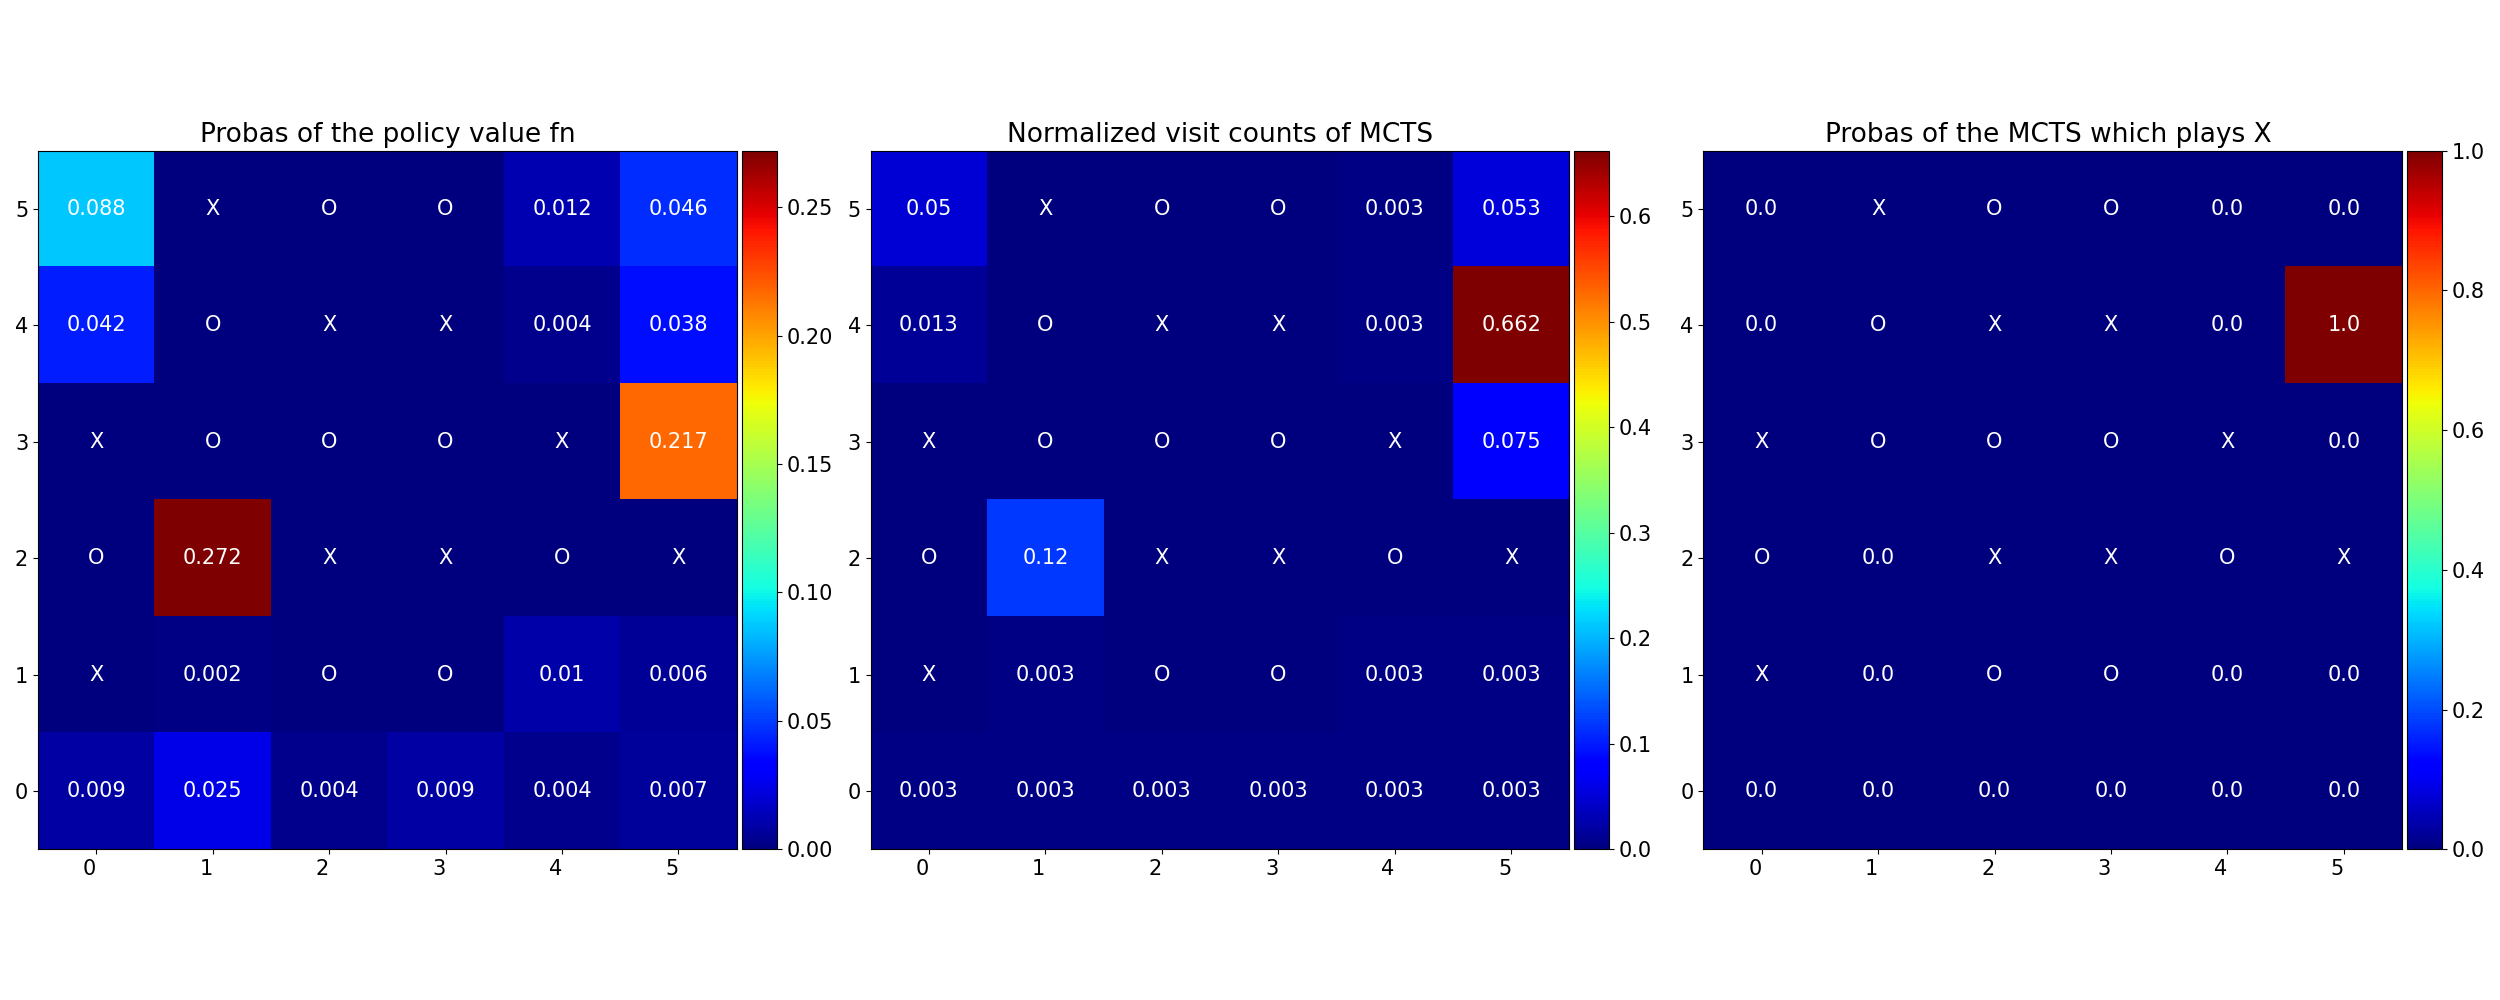 Probas of the policy value fn
5 0.088 X O O 0.012 0.046
4 0.042 O X X 0.004 0.038
3 X O O O X 0.217
2 O 0.272 X X O X
1 X 0.002 O O 0.01 0.006
0 0.009 0.025 0.004 0.009 0.004 0.007
0 1 2 3 4 5
0.25
0.20
0.15
0.10
0.05
0.00
Normalized visit counts of MCTS
5 0.05 X O O 0.003 0.053
4 0.013 O X X 0.003 0.662
3 X O O O X 0.075
2 O 0.12 X X O X
1 X 0.003 O O 0.003 0.003
0 0.003 0.003 0.003 0.003 0.003 0.003
0 1 2 3 4 5
0.6
0.5
0.4
0.3
0.2
0.1
0.0
Probas of the MCTS which plays X
5 0.0 X O O 0.0 0.0
4 0.0 O X X 0.0 1.0
3 X O O O X 0.0
2 O 0.0 X X O X
1 X 0.0 O O 0.0 0.0
0 0.0 0.0 0.0 0.0 0.0 0.0
0 1 2 3 4 5
1.0
0.8
0.6
0.4
0.2
0.0